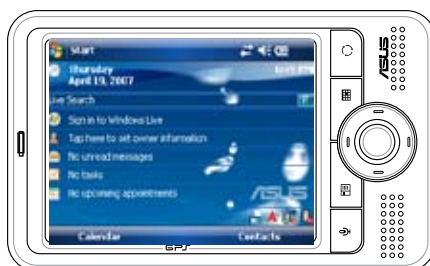 Start
Thursday
April 19, 2007
Live Search
Sign in to Windows Live
Tap here to set owner information
No unread messages
No tasks
No upcoming appointments
/SUS
Calendar
Contacts
GPS
ASUS